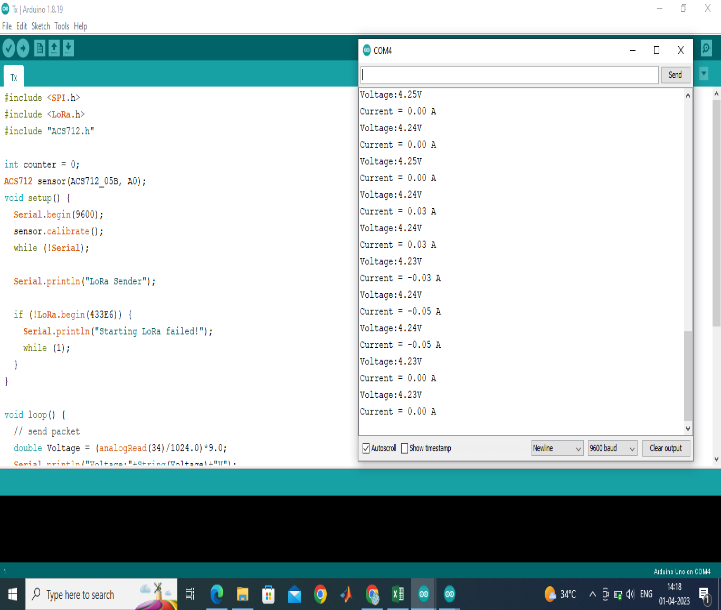 Tx | Arduino 1.8.19
File Edit Sketch Tools Help
Tx
#include <SPI.h>
#include <LoRa.h>
#include "ACS712.h"
int counter = 0;
ACS712 sensor(ACS712_05B, A0);
void setup() {
Serial.begin(9600);
sensor.calibrate();
while (!Serial);
Serial.println("LoRa Sender");
if (!LoRa.begin(433E6)) {
Serial.println("Starting LoRa failed!");
while (1);
}
}
void loop() {
// send packet
double Voltage = (analogRead(34)/1024.0)*9.0;
Serial.println("Voltage:"+String(Voltage)+"V");
COM4
Send
Voltage:4.25V
Current = 0.00 A
Voltage:4.24V
Current = 0.00 A
Voltage:4.25V
Current = 0.00 A
Voltage:4.24V
Current = 0.03 A
Voltage:4.24V
Current = 0.03 A
Voltage:4.23V
Current = -0.03 A
Voltage:4.24V
Current = -0.05 A
Voltage:4.24V
Current = -0.05 A
Voltage:4.23V
Current = 0.00 A
Voltage:4.23V
Current = 0.00 A
Autoscroll Show timestamp Newline 9600 baud Clear output
Arduino Uno on COM4
Type here to search 34°C ENG 14:18
01-04-2023